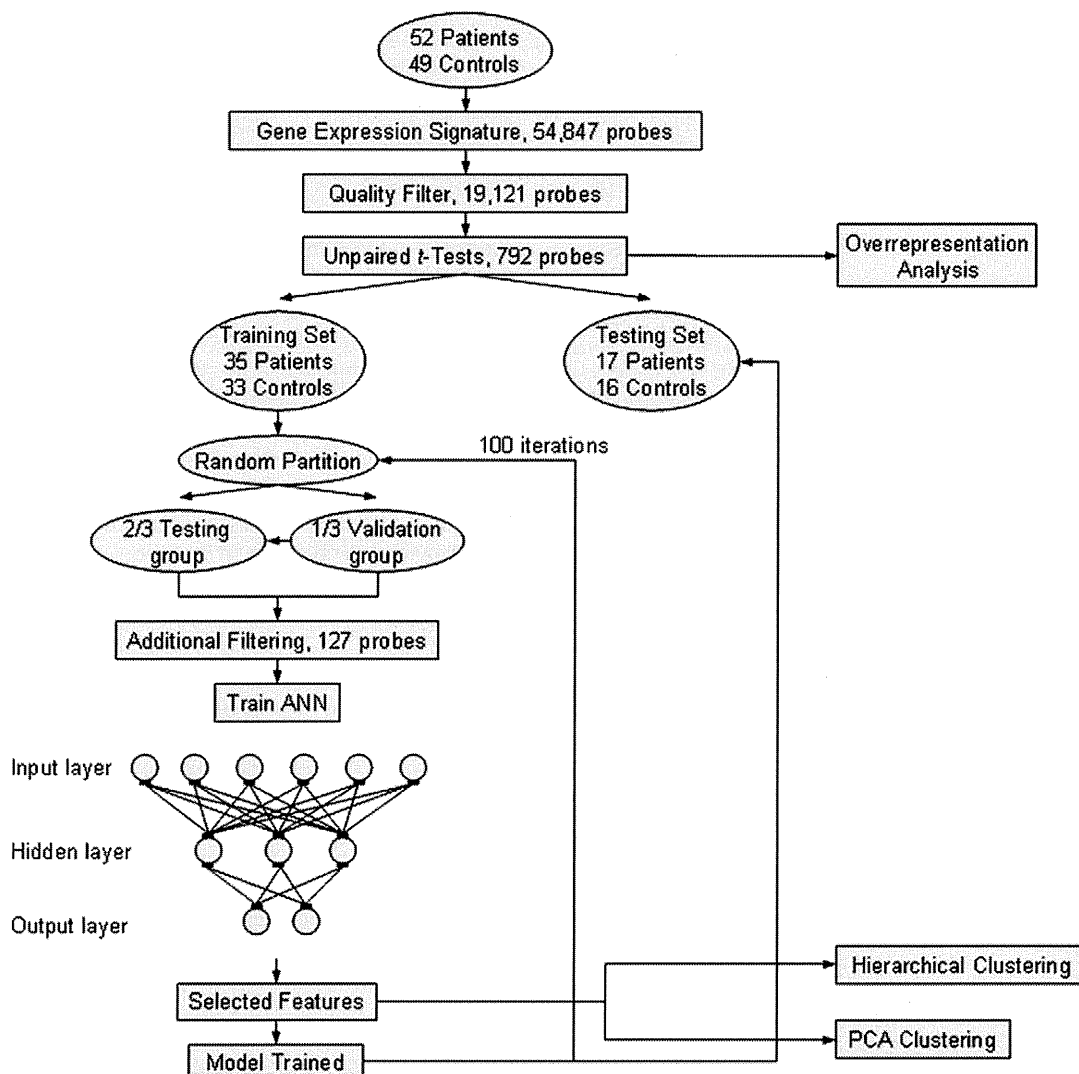 52 Patients
49 Controls
Gene Expression Signature, 54,847 probes
Quality Filter, 19,121 probes
Unpaired t-Tests, 792 probes
Overrepresentation
Analysis
Training Set
35 Patients
33 Controls
Testing Set
17 Patients
16 Controls
100 iterations
Random Partition
2/3 Testing
group
1/3 Validation
group
Additional Filtering, 127 probes
Train ANN
Input layer
Hidden layer
Output layer
Hierarchical Clustering
Selected Features
PCA Clustering
Model Trained